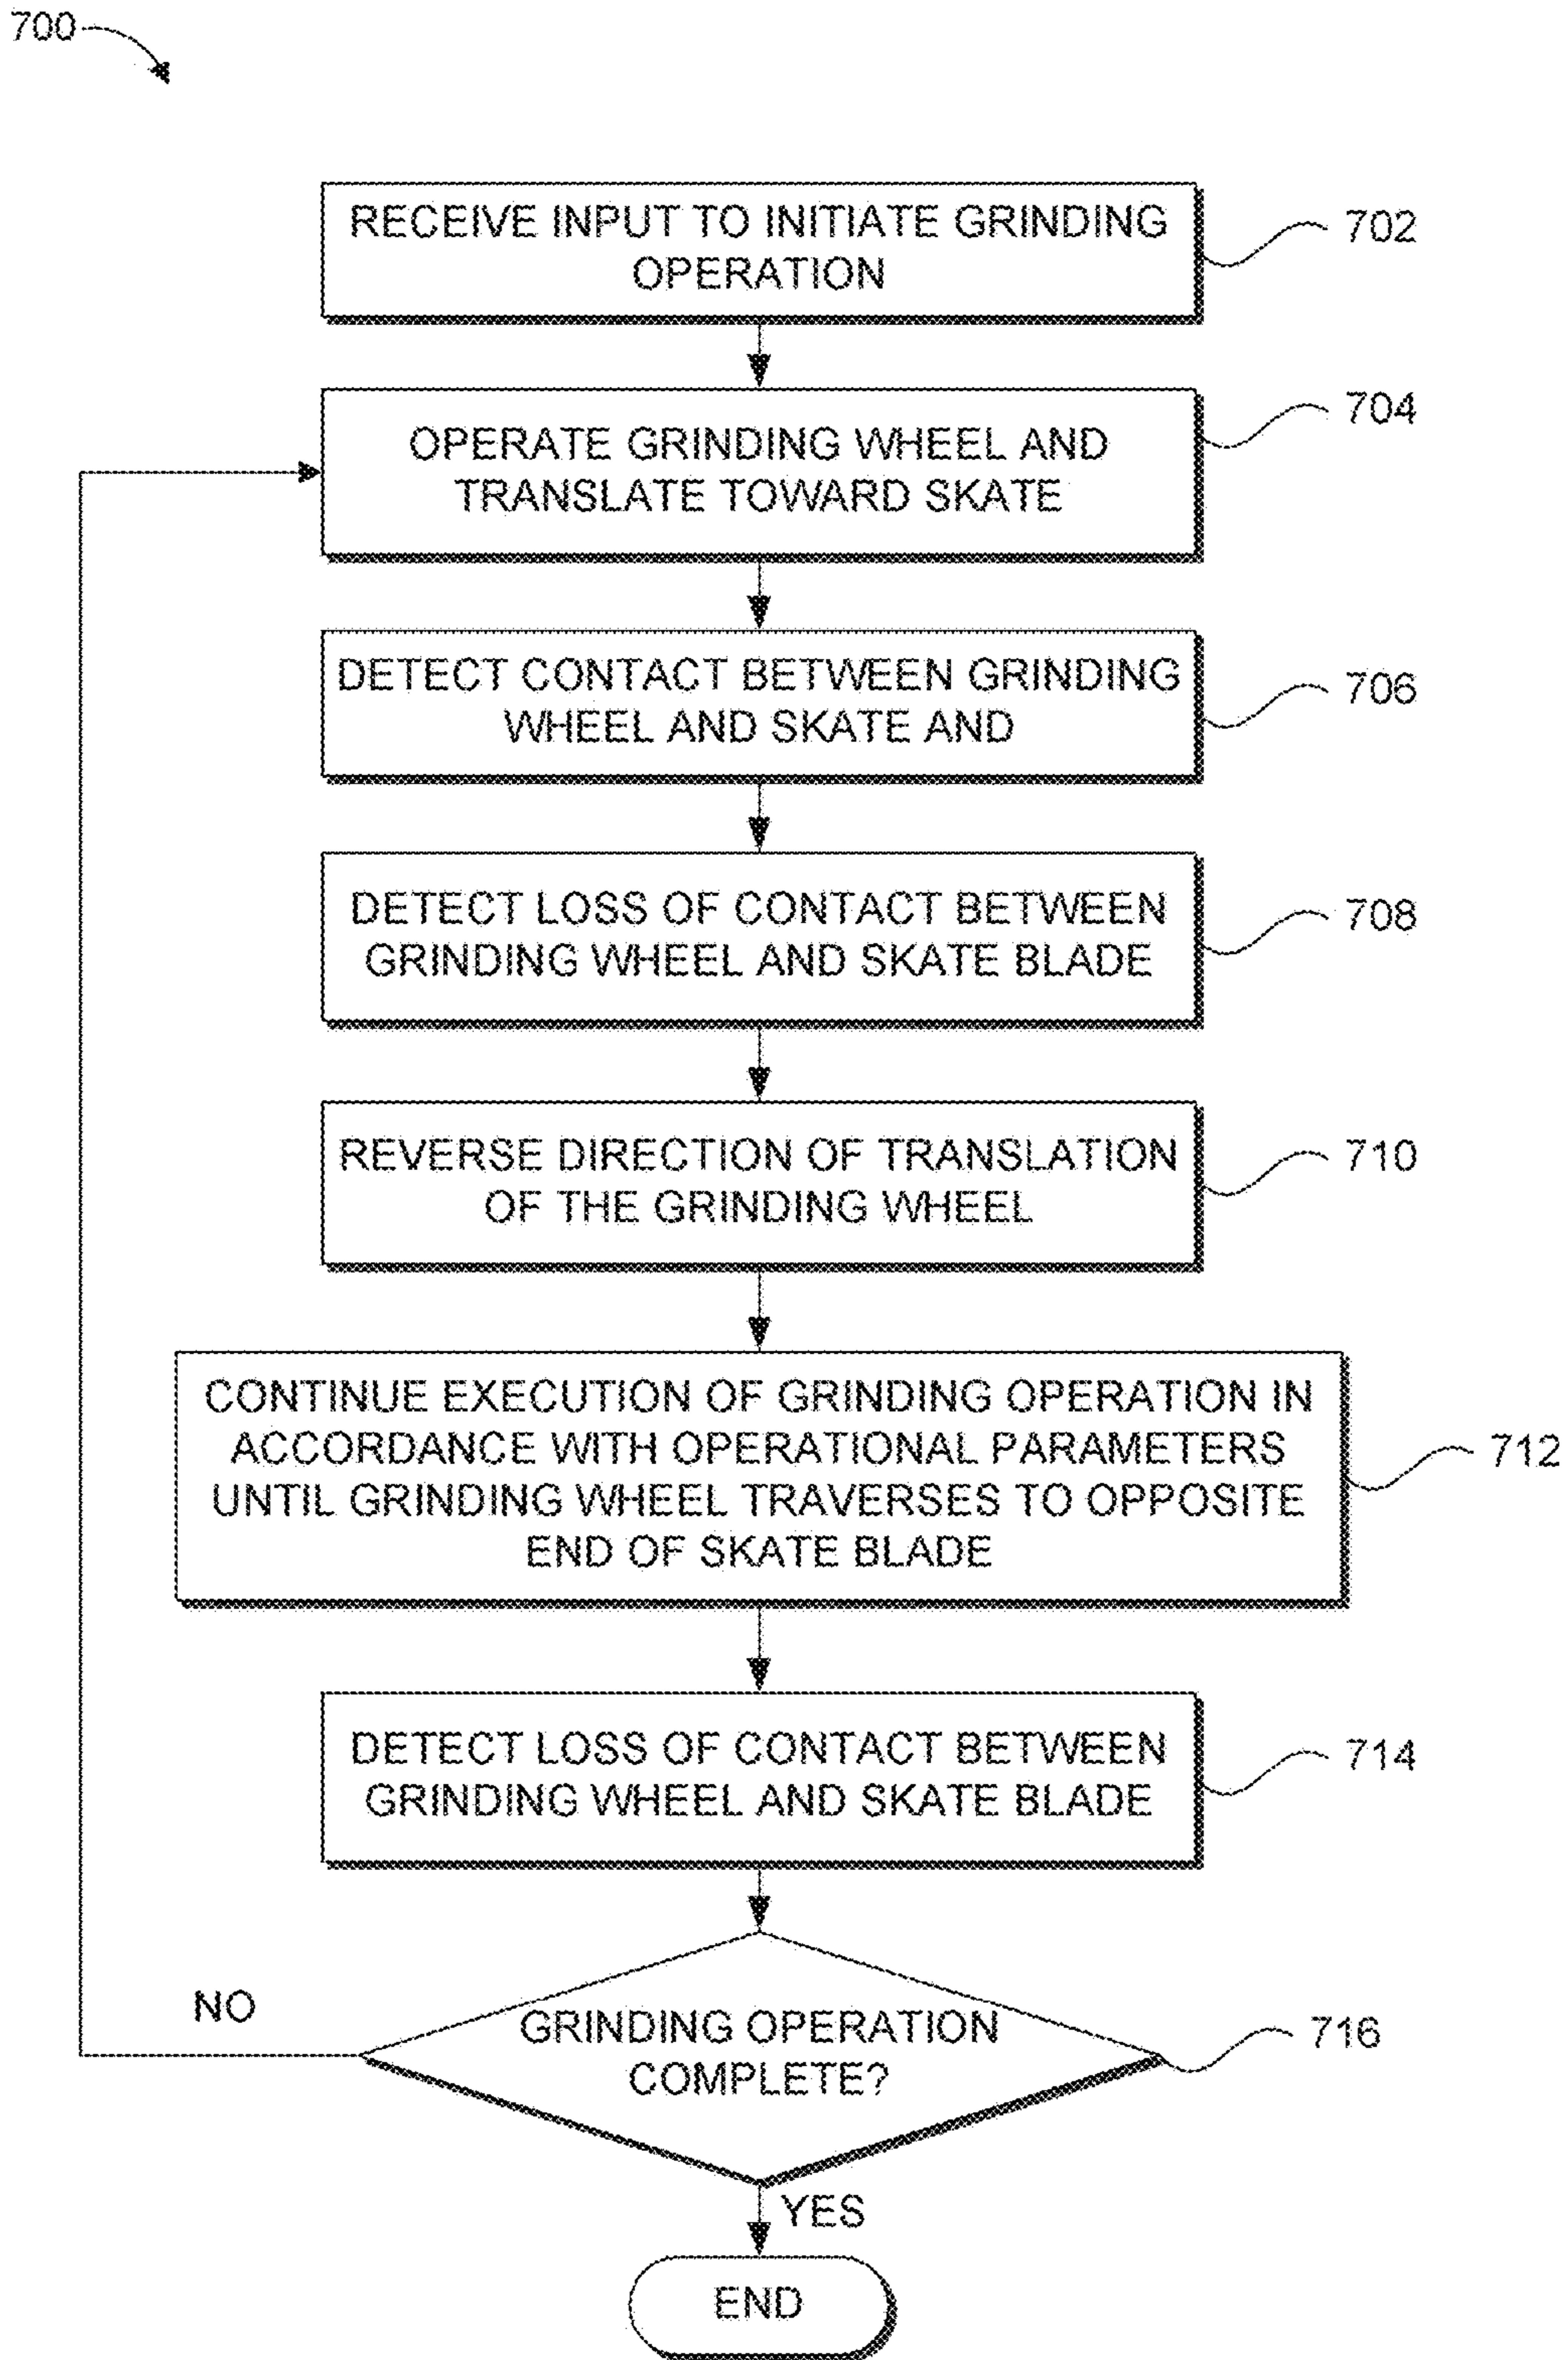 700
RECEIVE INPUT TO INITIATE GRINDING
OPERATION
702
OPERATE GRINDING WHEEL AND
TRANSLATE TOWARD SKATE
704
DETECT CONTACT BETWEEN GRINDING
WHEEL AND SKATE AND
706
DETECT LOSS OF CONTACT BETWEEN
GRINDING WHEEL AND SKATE BLADE
708
REVERSE DIRECTION OF TRANSLATION
OF THE GRINDING WHEEL
710
CONTINUE EXECUTION OF GRINDING OPERATION IN
ACCORDANCE WITH OPERATIONAL PARAMETERS
UNTIL GRINDING WHEEL TRAVERSES TO OPPOSITE
END OF SKATE BLADE
712
DETECT LOSS OF CONTACT BETWEEN
GRINDING WHEEL AND SKATE BLADE
714
NO
GRINDING OPERATION
COMPLETE?
716
YES
END